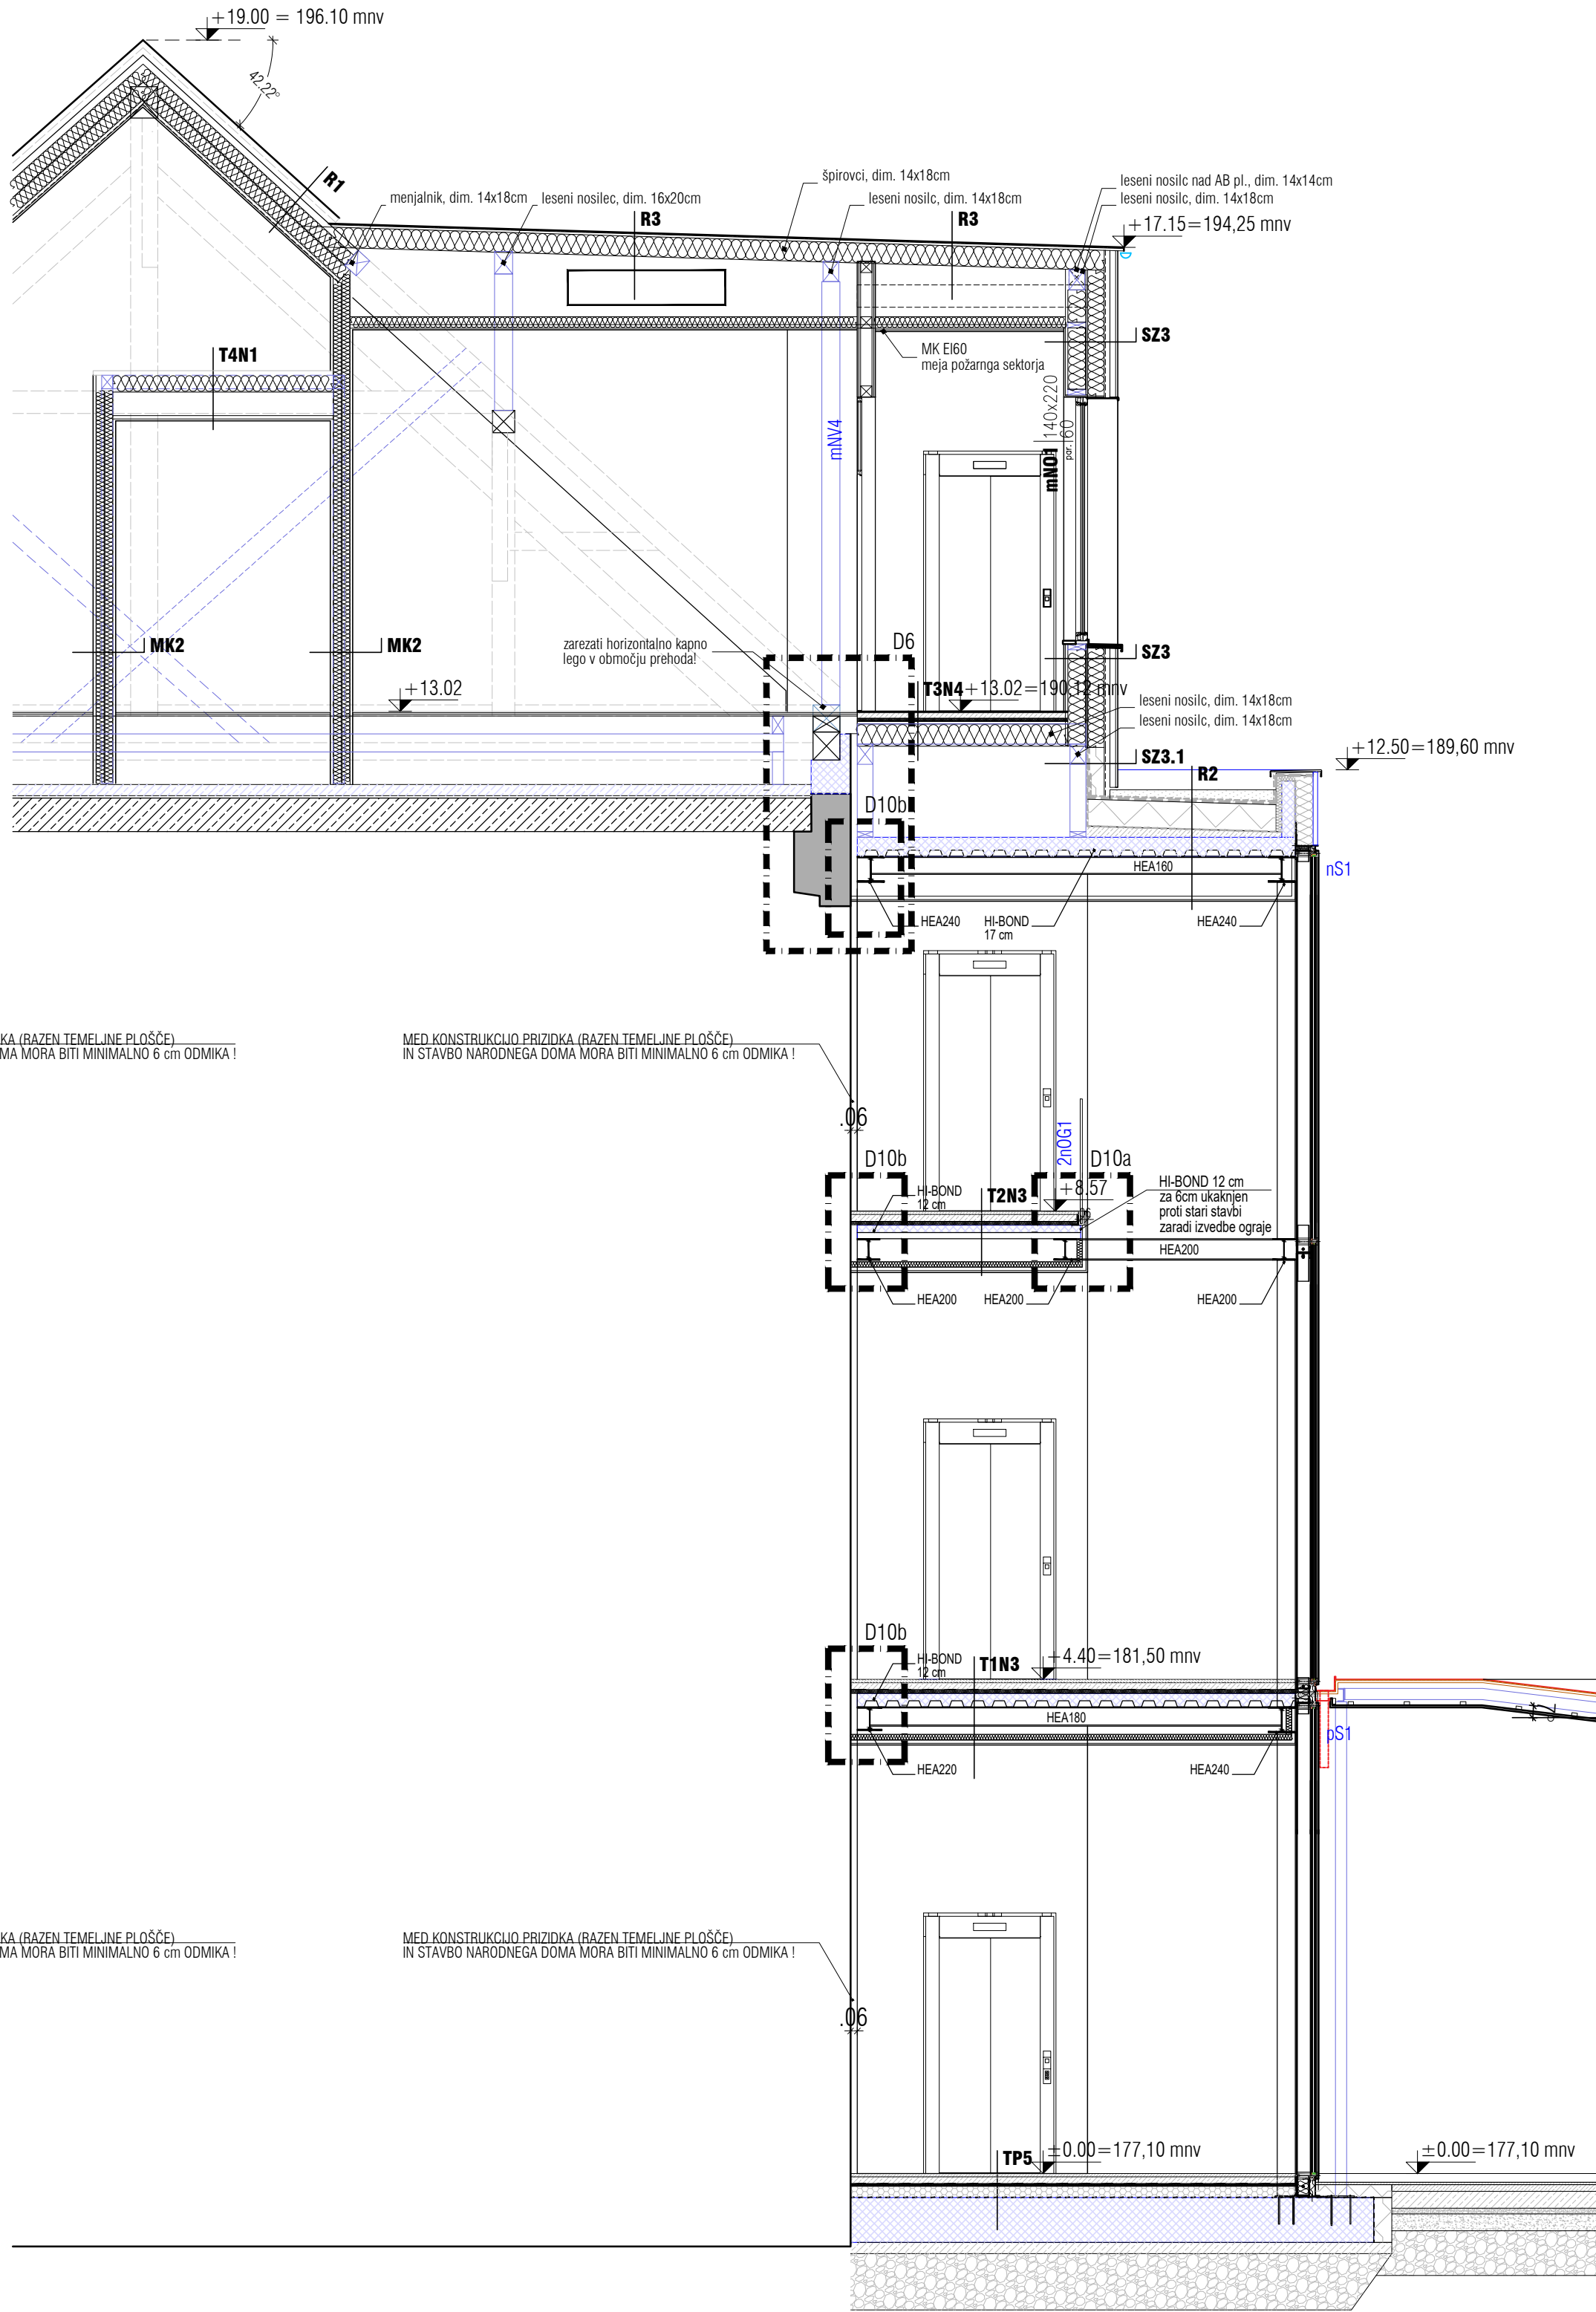 +19.00 = 196.10 mnv
42.22°
R1
menjalnik, dim. 14x18cm
leseni nosilec, dim. 16x20cm
R3
špirovci, dim. 14x18cm
leseni nosilc, dim. 14x18cm
R3
leseni nosilc nad AB pl., dim. 14x14cm
leseni nosilc, dim. 14x18cm
+17.15=194,25 mnv
T4N1
MK EI60
meja požarnga sektorja
SZ3
mNV4
mNO1
140x220
par. 60
MK2
MK2
zarezati horizontalno kapno
lego v območju prehoda!
D6
SZ3
+13.02
T3N4
+13.02=190,12 mnv
leseni nosilc, dim. 14x18cm
leseni nosilc, dim. 14x18cm
SZ3.1
+12.50=189,60 mnv
R2
D10b
HEA160
nS1
HEA240
HI-BOND
17 cm
HEA240
KA (RAZEN TEMELJNE PLOŠČE)
MA MORA BITI MINIMALNO 6 cm ODMIKA !
MED KONSTRUKCIJO PRIZIDKA (RAZEN TEMELJNE PLOŠČE)
IN STAVBO NARODNEGA DOMA MORA BITI MINIMALNO 6 cm ODMIKA !
.06
2nOG1
D10b
D10a
HI-BOND
12 cm
T2N3
+8.57
HI-BOND 12 cm
za 6cm ukaknjen
proti stari stavbi
zaradi izvedbe ograje
HEA200
HEA200
HEA200
HEA200
D10b
HI-BOND
12 cm
T1N3
+4.40=181,50 mnv
HEA180
pS1
HEA220
HEA240
KA (RAZEN TEMELJNE PLOŠČE)
MA MORA BITI MINIMALNO 6 cm ODMIKA !
MED KONSTRUKCIJO PRIZIDKA (RAZEN TEMELJNE PLOŠČE)
IN STAVBO NARODNEGA DOMA MORA BITI MINIMALNO 6 cm ODMIKA !
.06
TP5
±0.00=177,10 mnv
±0.00=177,10 mnv